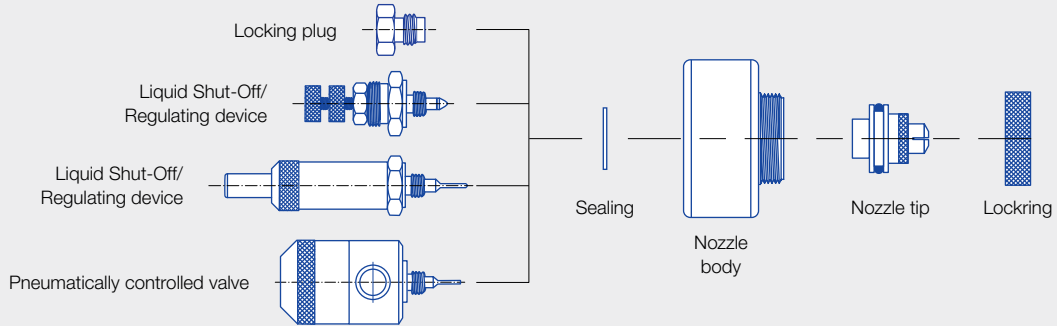 Locking plug
Liquid Shut-Off/
Regulating device
Liquid Shut-Off/
Regulating device
Pneumatically controlled valve
Sealing
Nozzle
body
Nozzle tip
Lockring